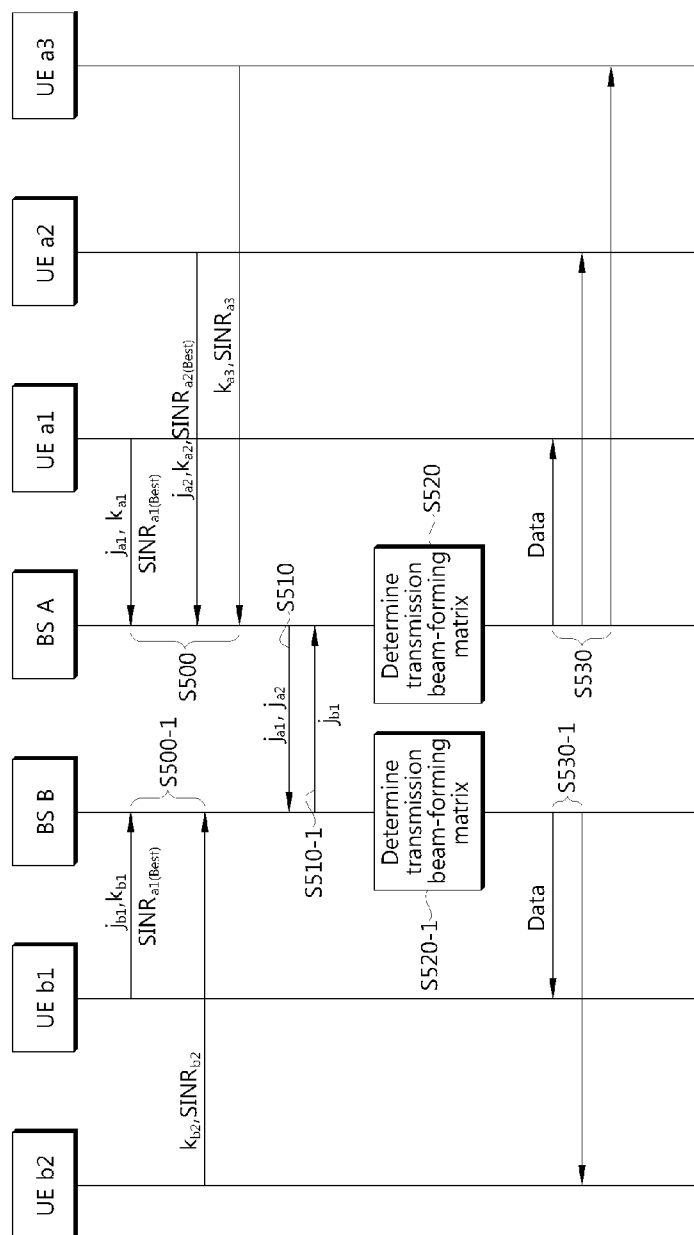 UE b2
UE b1
BS B
BS A
UE a1
UE a2
UE a3
j_b1, k_b1
SINR_a1(Best)
k_b2, SINR_b2
S500-1
j_a1, k_a1
SINR_a1(Best)
j_a2, k_a2, SINR_a2(Best)
k_a3, SINR_a3
S500
j_a1, j_a2
S510
S510-1
j_b1
S520-1
Determine
transmission
beam-forming
matrix
Determine
transmission
beam-forming
matrix
S520
Data
S530-1
Data
S530